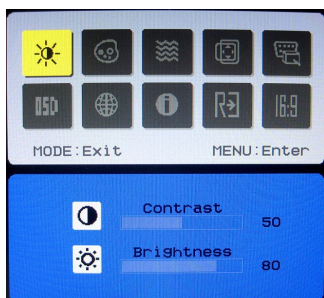 OSD
R
16:9
MODE:Exit MENU:Enter
Contrast
50
Brightness
80